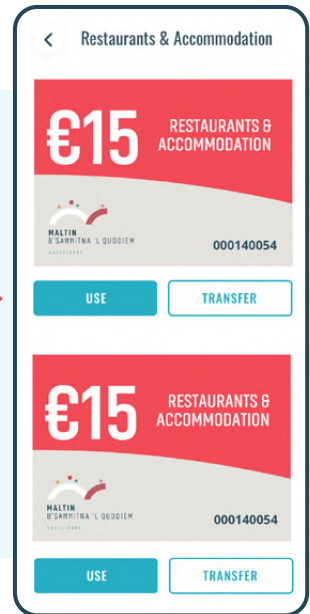 Restaurants & Accommodation
€15
RESTAURANTS &
ACCOMMODATION
MALTIN
B'SAĦĦITNA 'L QUDDIEM
000140054
USE
TRANSFER
€15
RESTAURANTS &
ACCOMMODATION
MALTIN
B'SAĦĦITNA 'L QUDDIEM
000140054
USE
TRANSFER